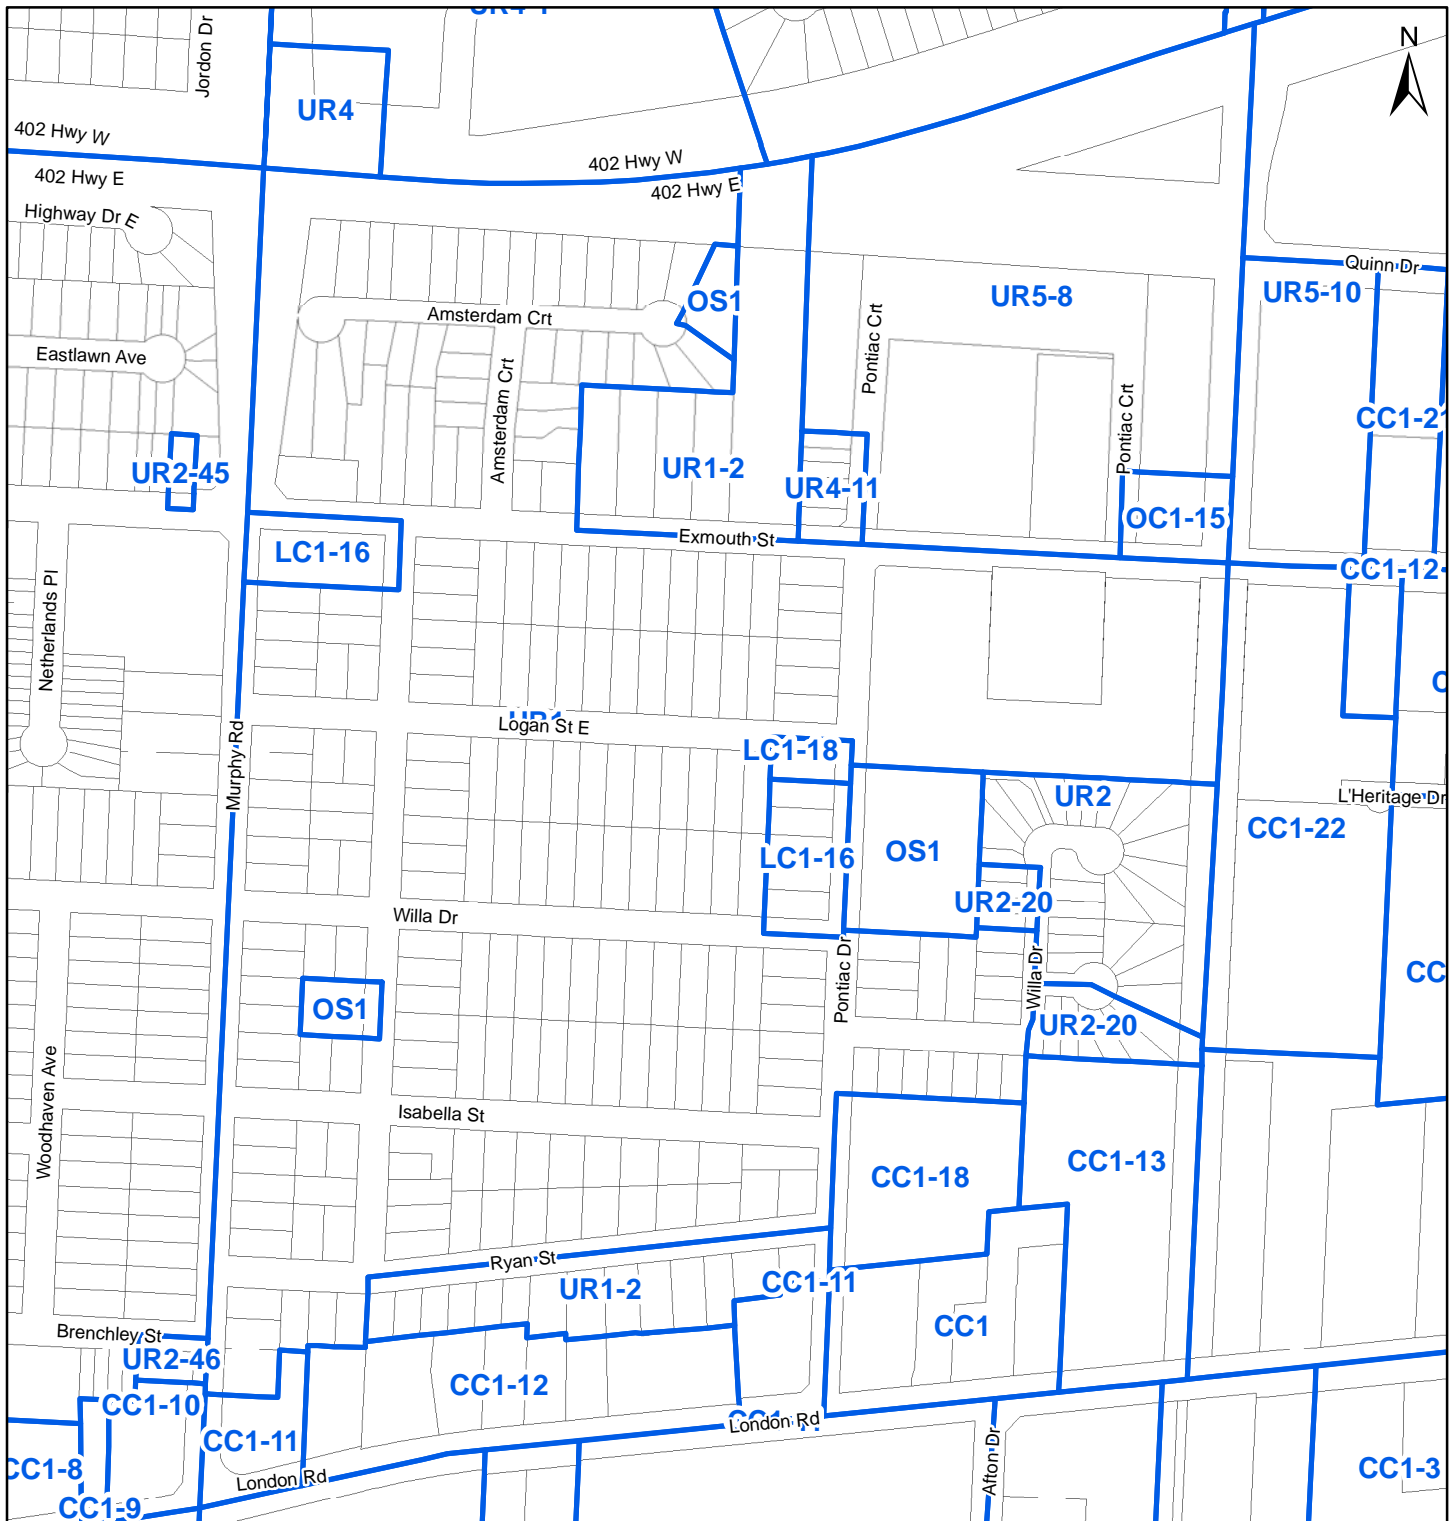 N
Jordon Dr
UR4
402 Hwy W
402 Hwy W
402 Hwy E
402 Hwy E
Highway Dr E
Quinn Dr
UR5-8
UR5-10
OS1
Amsterdam Crt
Eastlawn Ave
Pontiac Crt
Amsterdam Crt
Pontiac Crt
CC1-21
UR2-45
UR1-2
UR4-11
OC1-15
Exmouth St
LC1-16
CC1-12
Netherlands Pl
Murphy Rd
UR1
Logan St E
LC1-18
UR2
L'Heritage Dr
CC1-22
LC1-16
OS1
UR2-20
Willa Dr
Pontiac Dr
Willa Dr
CC
OS1
UR2-20
Woodhaven Ave
Isabella St
CC1-18
CC1-13
Ryan St
UR1-2
CC1-11
CC1
Brenchley St
UR2-46
CC1-12
CC1-10
London Rd
CC1-11
Afton Dr
CC1-8
London Rd
CC1-3
CC1-9